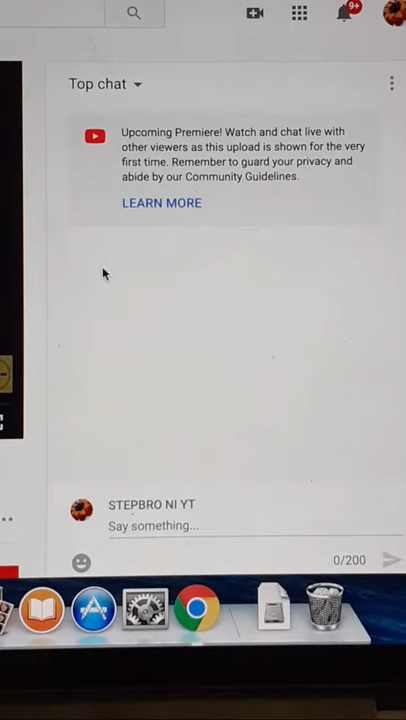 9+
Top chat
Upcoming Premiere! Watch and chat live with
other viewers as this upload is shown for the very
first time. Remember to guard your privacy and
abide by our Community Guidelines.
LEARN MORE
STEPBRO NI YT
Say something...
0/200